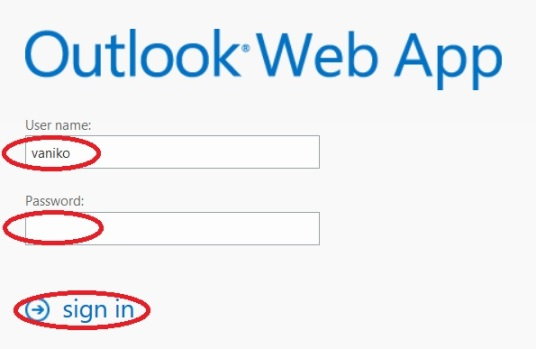 Outlook® Web App
User name:
vaniko
Password:
sign in